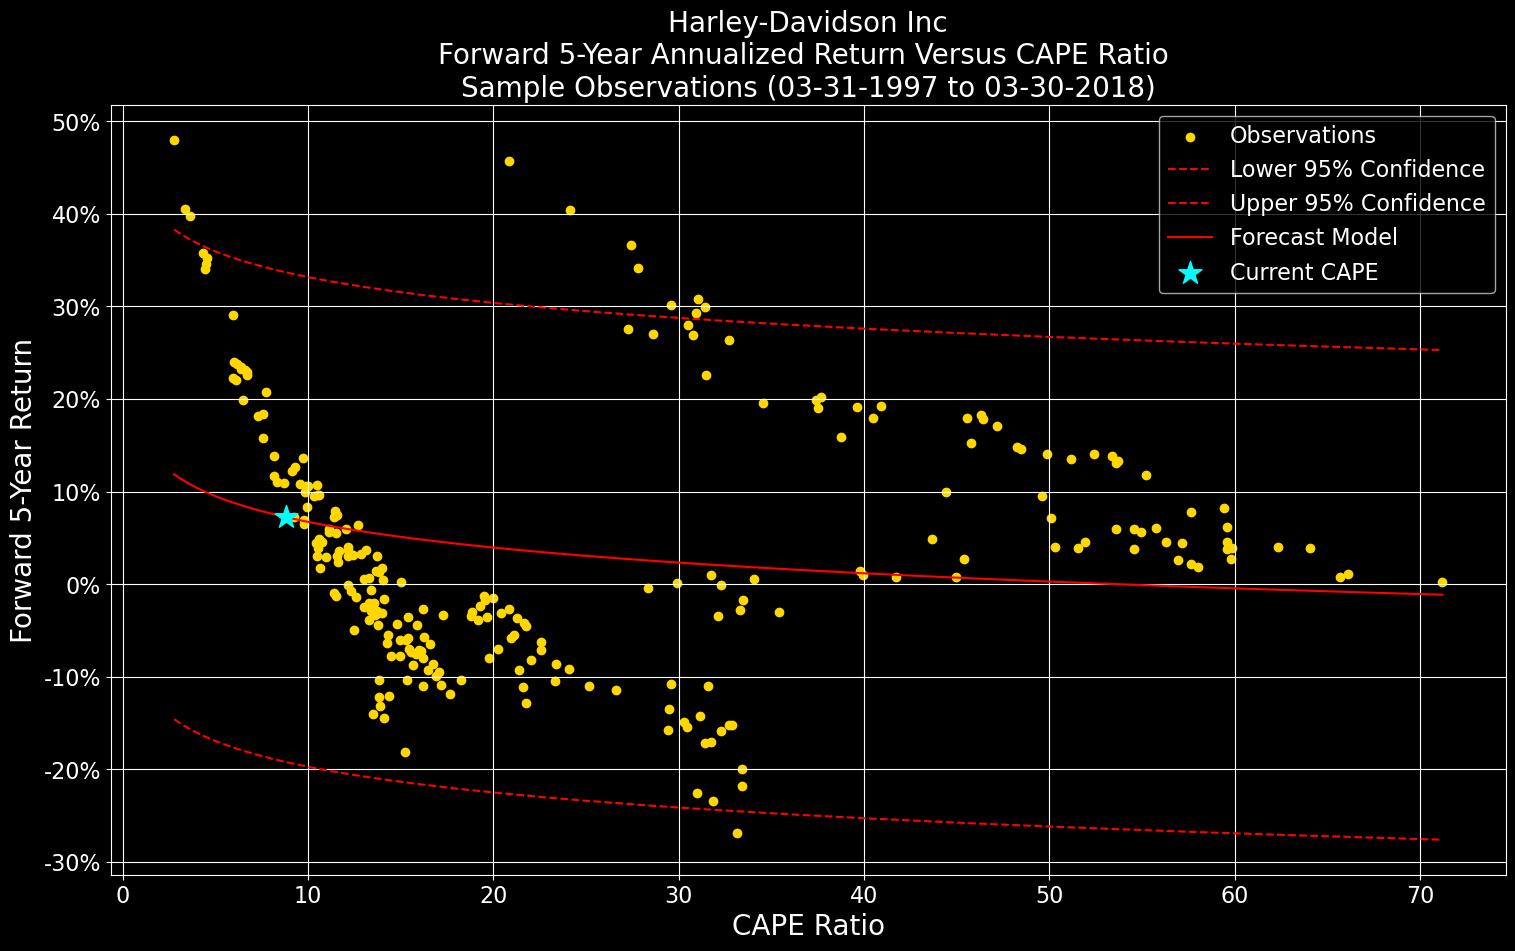 Harley-Davidson Inc
Forward 5-Year Annualized Return Versus CAPE Ratio
Sample Observations (03-31-1997 to 03-30-2018)
Observations
Lower 95% Confidence
Upper 95% Confidence
Forecast Model
Current CAPE
Forward 5-Year Return
50%
40%
30%
20%
10%
0%
-10%
-20%
-30%
0 10 20 30 40 50 60 70
CAPE Ratio